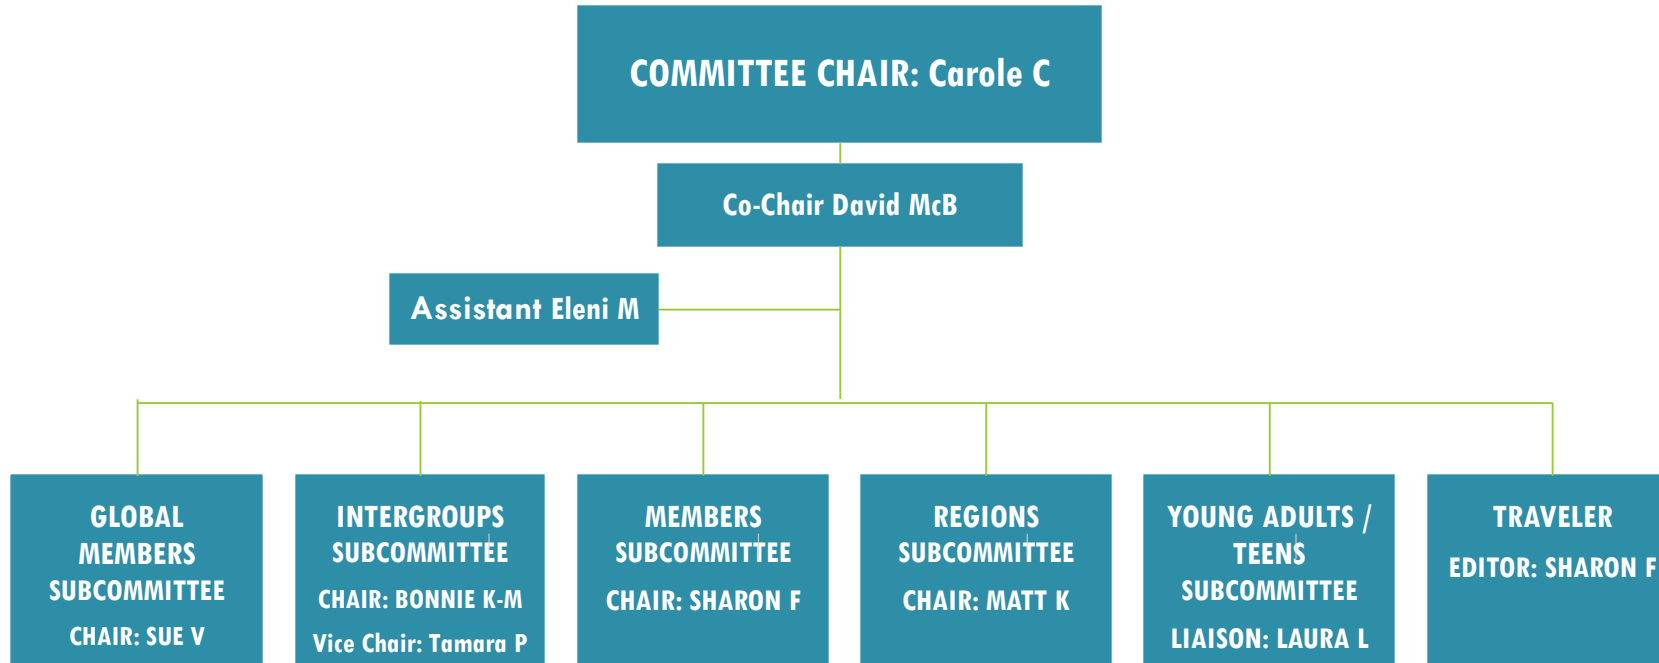 COMMITTEE CHAIR: Carole C
Co-Chair David McB
Assistant Eleni M
GLOBAL
MEMBERS
SUBCOMMITTEE
CHAIR: SUE V
INTERGROUPS
SUBCOMMITTEE
CHAIR: BONNIE K-M
Vice Chair: Tamara P
MEMBERS
SUBCOMMITTEE
CHAIR: SHARON F
REGIONS
SUBCOMMITTEE
CHAIR: MATT K
YOUNG ADULTS /
TEENS
SUBCOMMITTEE
LIAISON: LAURA L
TRAVELER
EDITOR: SHARON F